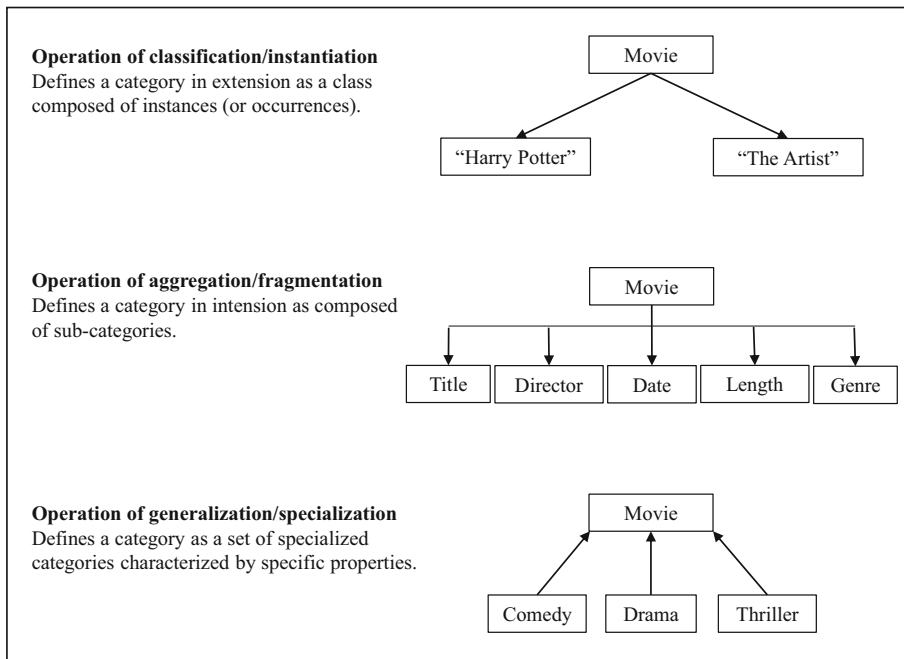 Operation of classification/instantiation
Defines a category in extension as a class
composed of instances (or occurrences).
Movie
“Harry Potter”
“The Artist”
Operation of aggregation/fragmentation
Defines a category in intension as composed
of sub-categories.
Movie
Title
Director
Date
Length
Genre
Operation of generalization/specialization
Defines a category as a set of specialized
categories characterized by specific properties.
Movie
Comedy
Drama
Thriller